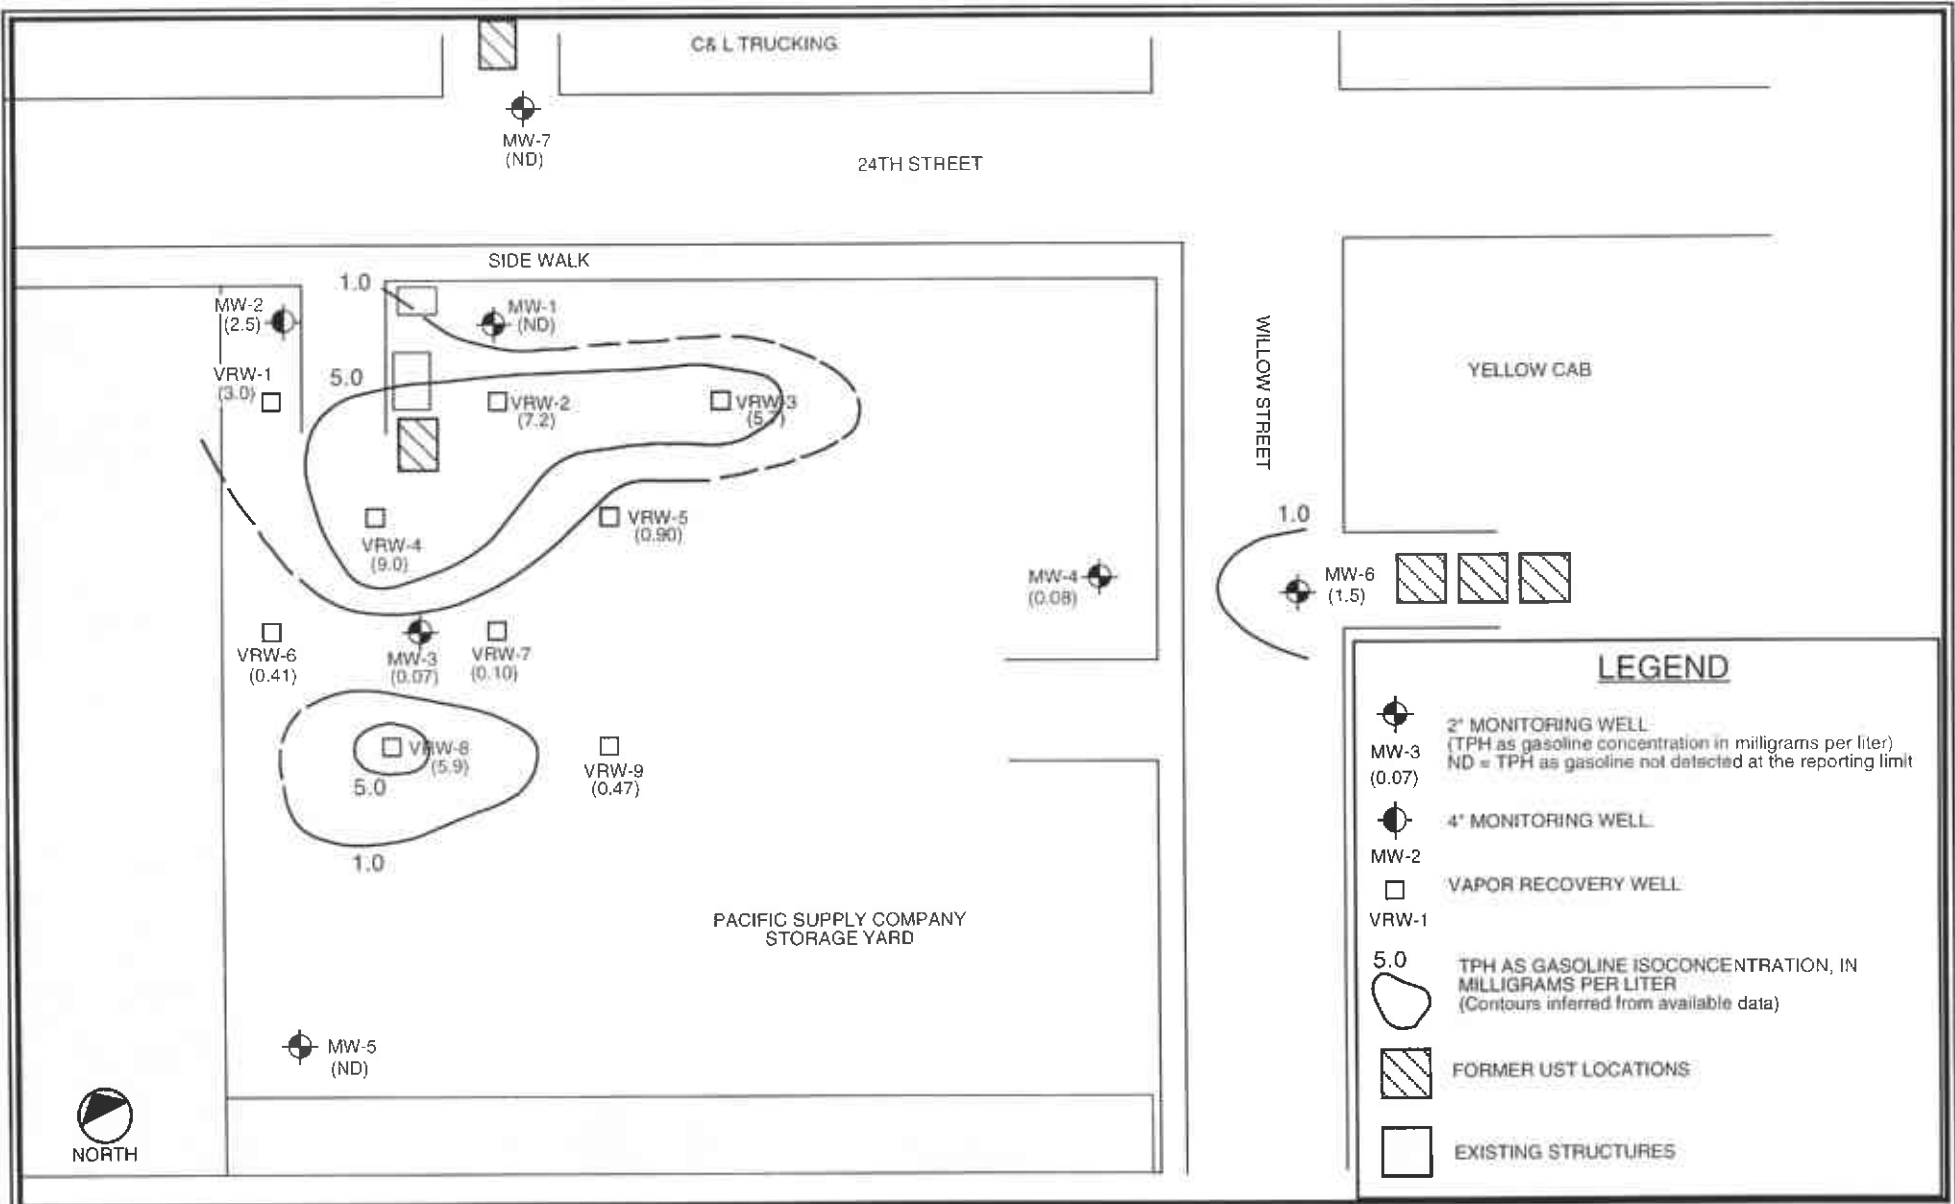 C& L TRUCKING
MW-7
(ND)
24TH STREET
SIDE WALK
1.0
MW-2
(2.5)
MW-1
(ND)
VRW-1
(3.0)
5.0
VRW-2
(7.2)
VRW-3
(5.7)
WILLOW STREET
YELLOW CAB
VRW-4
(9.0)
VRW-5
(0.90)
1.0
MW-4
(0.08)
MW-6
(1.5)
VRW-6
(0.41)
MW-3
(0.07)
VRW-7
(0.10)
VRW-8
(5.9)
5.0
1.0
VRW-9
(0.47)
PACIFIC SUPPLY COMPANY
STORAGE YARD
MW-5
(ND)
NORTH
LEGEND
MW-3
(0.07)
2" MONITORING WELL
(TPH as gasoline concentration in milligrams per liter)
ND = TPH as gasoline not detected at the reporting limit
4" MONITORING WELL
MW-2
VAPOR RECOVERY WELL
VRW-1
5.0
TPH AS GASOLINE ISOCONCENTRATION, IN
MILLIGRAMS PER LITER
(Contours inferred from available data)
FORMER UST LOCATIONS
EXISTING STRUCTURES